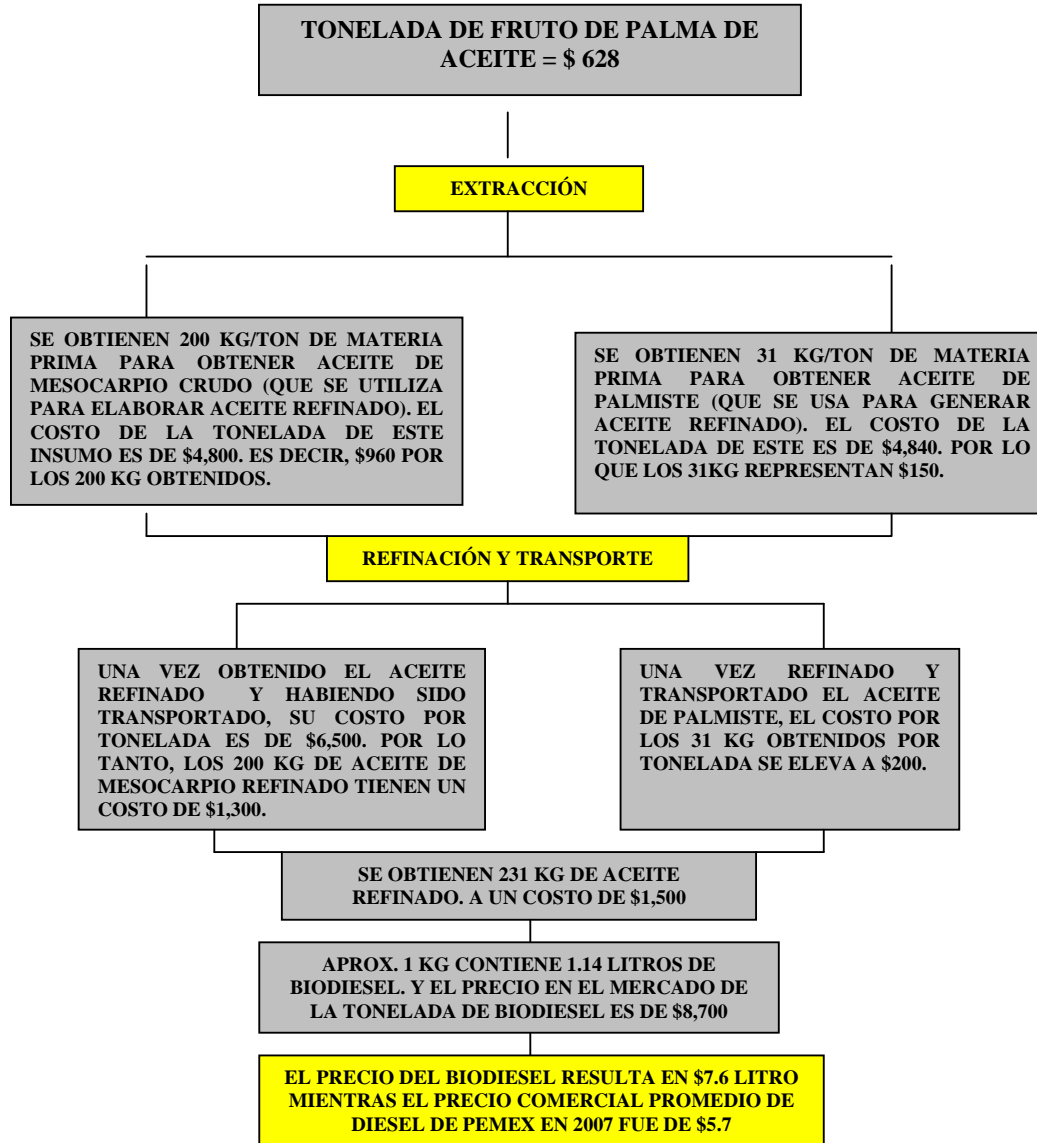 TONELADA DE FRUTO DE PALMA DE
ACEITE = $ 628
EXTRACCIÓN
SE OBTIENEN 200 KG/TON DE MATERIA
PRIMA PARA OBTENER ACEITE DE
MESOCARPIO CRUDO (QUE SE UTILIZA
PARA ELABORAR ACEITE REFINADO). EL
COSTO DE LA TONELADA DE ESTE
INSUMO ES DE $4,800. ES DECIR, $960 POR
LOS 200 KG OBTENIDOS.
SE OBTIENEN 31 KG/TON DE MATERIA
PRIMA PARA OBTENER ACEITE DE
PALMISTE (QUE SE USA PARA GENERAR
ACEITE REFINADO). EL COSTO DE LA
TONELADA DE ESTE ES DE $4,840. POR LO
QUE LOS 31KG REPRESENTAN $150.
REFINACIÓN Y TRANSPORTE
UNA VEZ OBTENIDO EL ACEITE
REFINADO Y HABIENDO SIDO
TRANSPORTADO, SU COSTO POR
TONELADA ES DE $6,500. POR LO
TANTO, LOS 200 KG DE ACEITE DE
MESOCARPIO REFINADO TIENEN UN
COSTO DE $1,300.
UNA VEZ REFINADO Y
TRANSPORTADO EL ACEITE
DE PALMISTE, EL COSTO POR
LOS 31 KG OBTENIDOS POR
TONELADA SE ELEVA A $200.
SE OBTIENEN 231 KG DE ACEITE
REFINADO. A UN COSTO DE $1,500
APROX. 1 KG CONTIENE 1.14 LITROS DE
BIODIESEL. Y EL PRECIO EN EL MERCADO DE
LA TONELADA DE BIODIESEL ES DE $8,700
EL PRECIO DEL BIODIESEL RESULTA EN $7.6 LITRO
MIENTRAS EL PRECIO COMERCIAL PROMEDIO DE
DIESEL DE PEMEX EN 2007 FUE DE $5.7